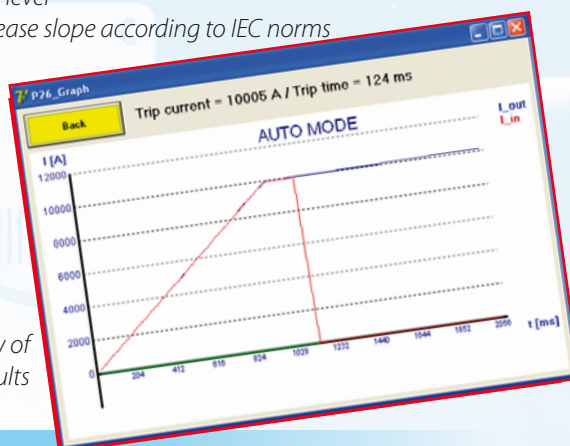 ease slope according to IEC norms
P26_Graph
Back
Trip current = 10005 A / Trip time = 124 ms
AUTO MODE
I_out
I_in
I [A]
12000
10000
8000
6000
4000
2000
0
204
412
616
824
1028
1232
1440
1644
1852
2056
t [ms]
y of
ults